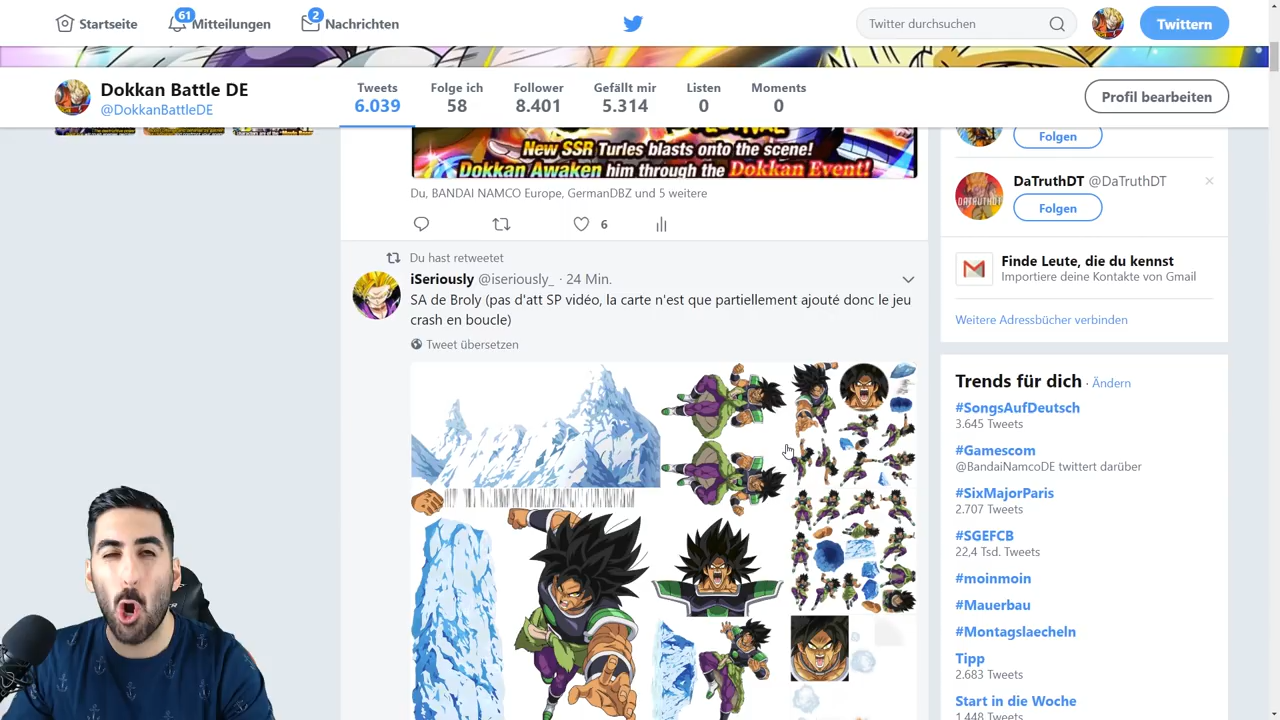 Startseite
61
Mitteilungen
2
Nachrichten
Twitter durchsuchen
Twittern
Dokkan Battle DE
@DokkanBattleDE
Tweets
6.039
Folge ich
58
Follower
8.401
Gefällt mir
5.314
Listen
0
Moments
0
Profil bearbeiten
New SSR Turles blasts onto the scene!
Dokkan Awaken him through the Dokkan Event!
Du, BANDAI NAMCO Europe, GermanDBZ und 5 weitere
6
Du hast retweetet
iSeriously @iseriously_ · 24 Min.
SA de Broly (pas d'att SP vidéo, la carte n'est que partiellement ajouté donc le jeu
crash en boucle)
Tweet übersetzen
Folgen
DaTruthDT @DaTruthDT
DATRUTHDT
Folgen
Finde Leute, die du kennst
Importiere deine Kontakte von Gmail
Weitere Adressbücher verbinden
Trends für dich · Ändern
#SongsAufDeutsch
3.645 Tweets
#Gamescom
@BandaiNamcoDE twittert darüber
#SixMajorParis
2.707 Tweets
#SGEFCB
22,4 Tsd. Tweets
#moinmoin
#Mauerbau
#Montagslaecheln
Tipp
2.683 Tweets
Start in die Woche
1.448 Tweets